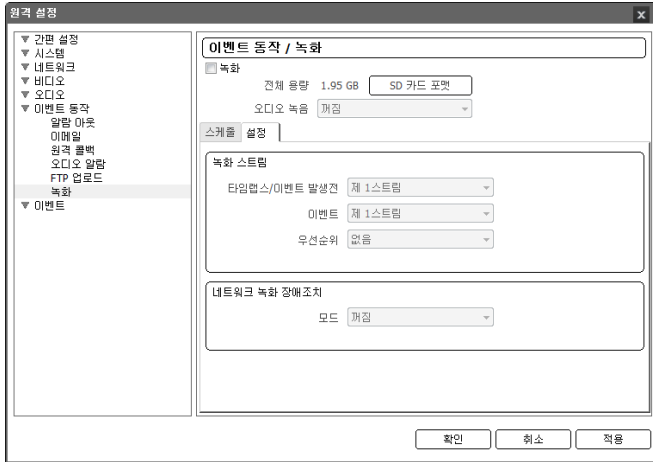 원격 설정
간편 설정
시스템
네트워크
비디오
오디오
이벤트 동작
알람 아웃
이메일
원격 콜백
오디오 알람
FTP 업로드
녹화
이벤트
이벤트 동작 / 녹화
녹화
전체 용량 1.95 GB SD 카드 포맷
오디오 녹음 꺼짐
스케줄 설정
녹화 스트림
타임랩스/이벤트 발생전 제 1스트림
이벤트 제 1스트림
우선순위 없음
네트워크 녹화 장애조치
모드 꺼짐
확인 취소 적용